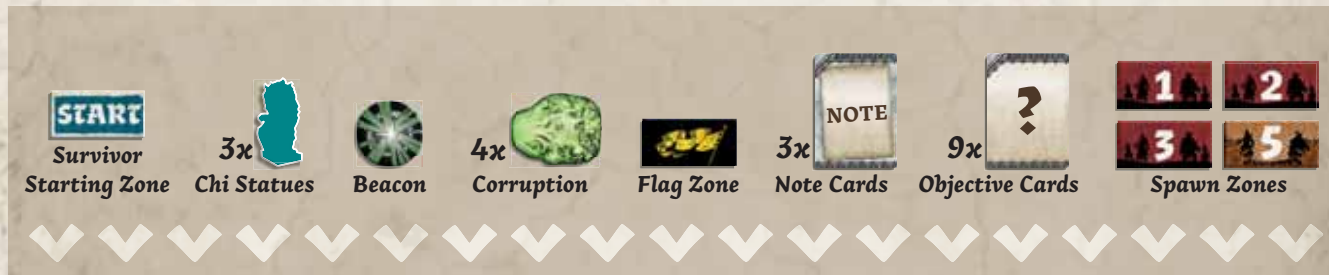 START
Survivor
Starting Zone
3x
Chi Statues
Beacon
4x
Corruption
Flag Zone
3x
NOTE
Note Cards
9x
?
Objective Cards
1
2
3
5
Spawn Zones